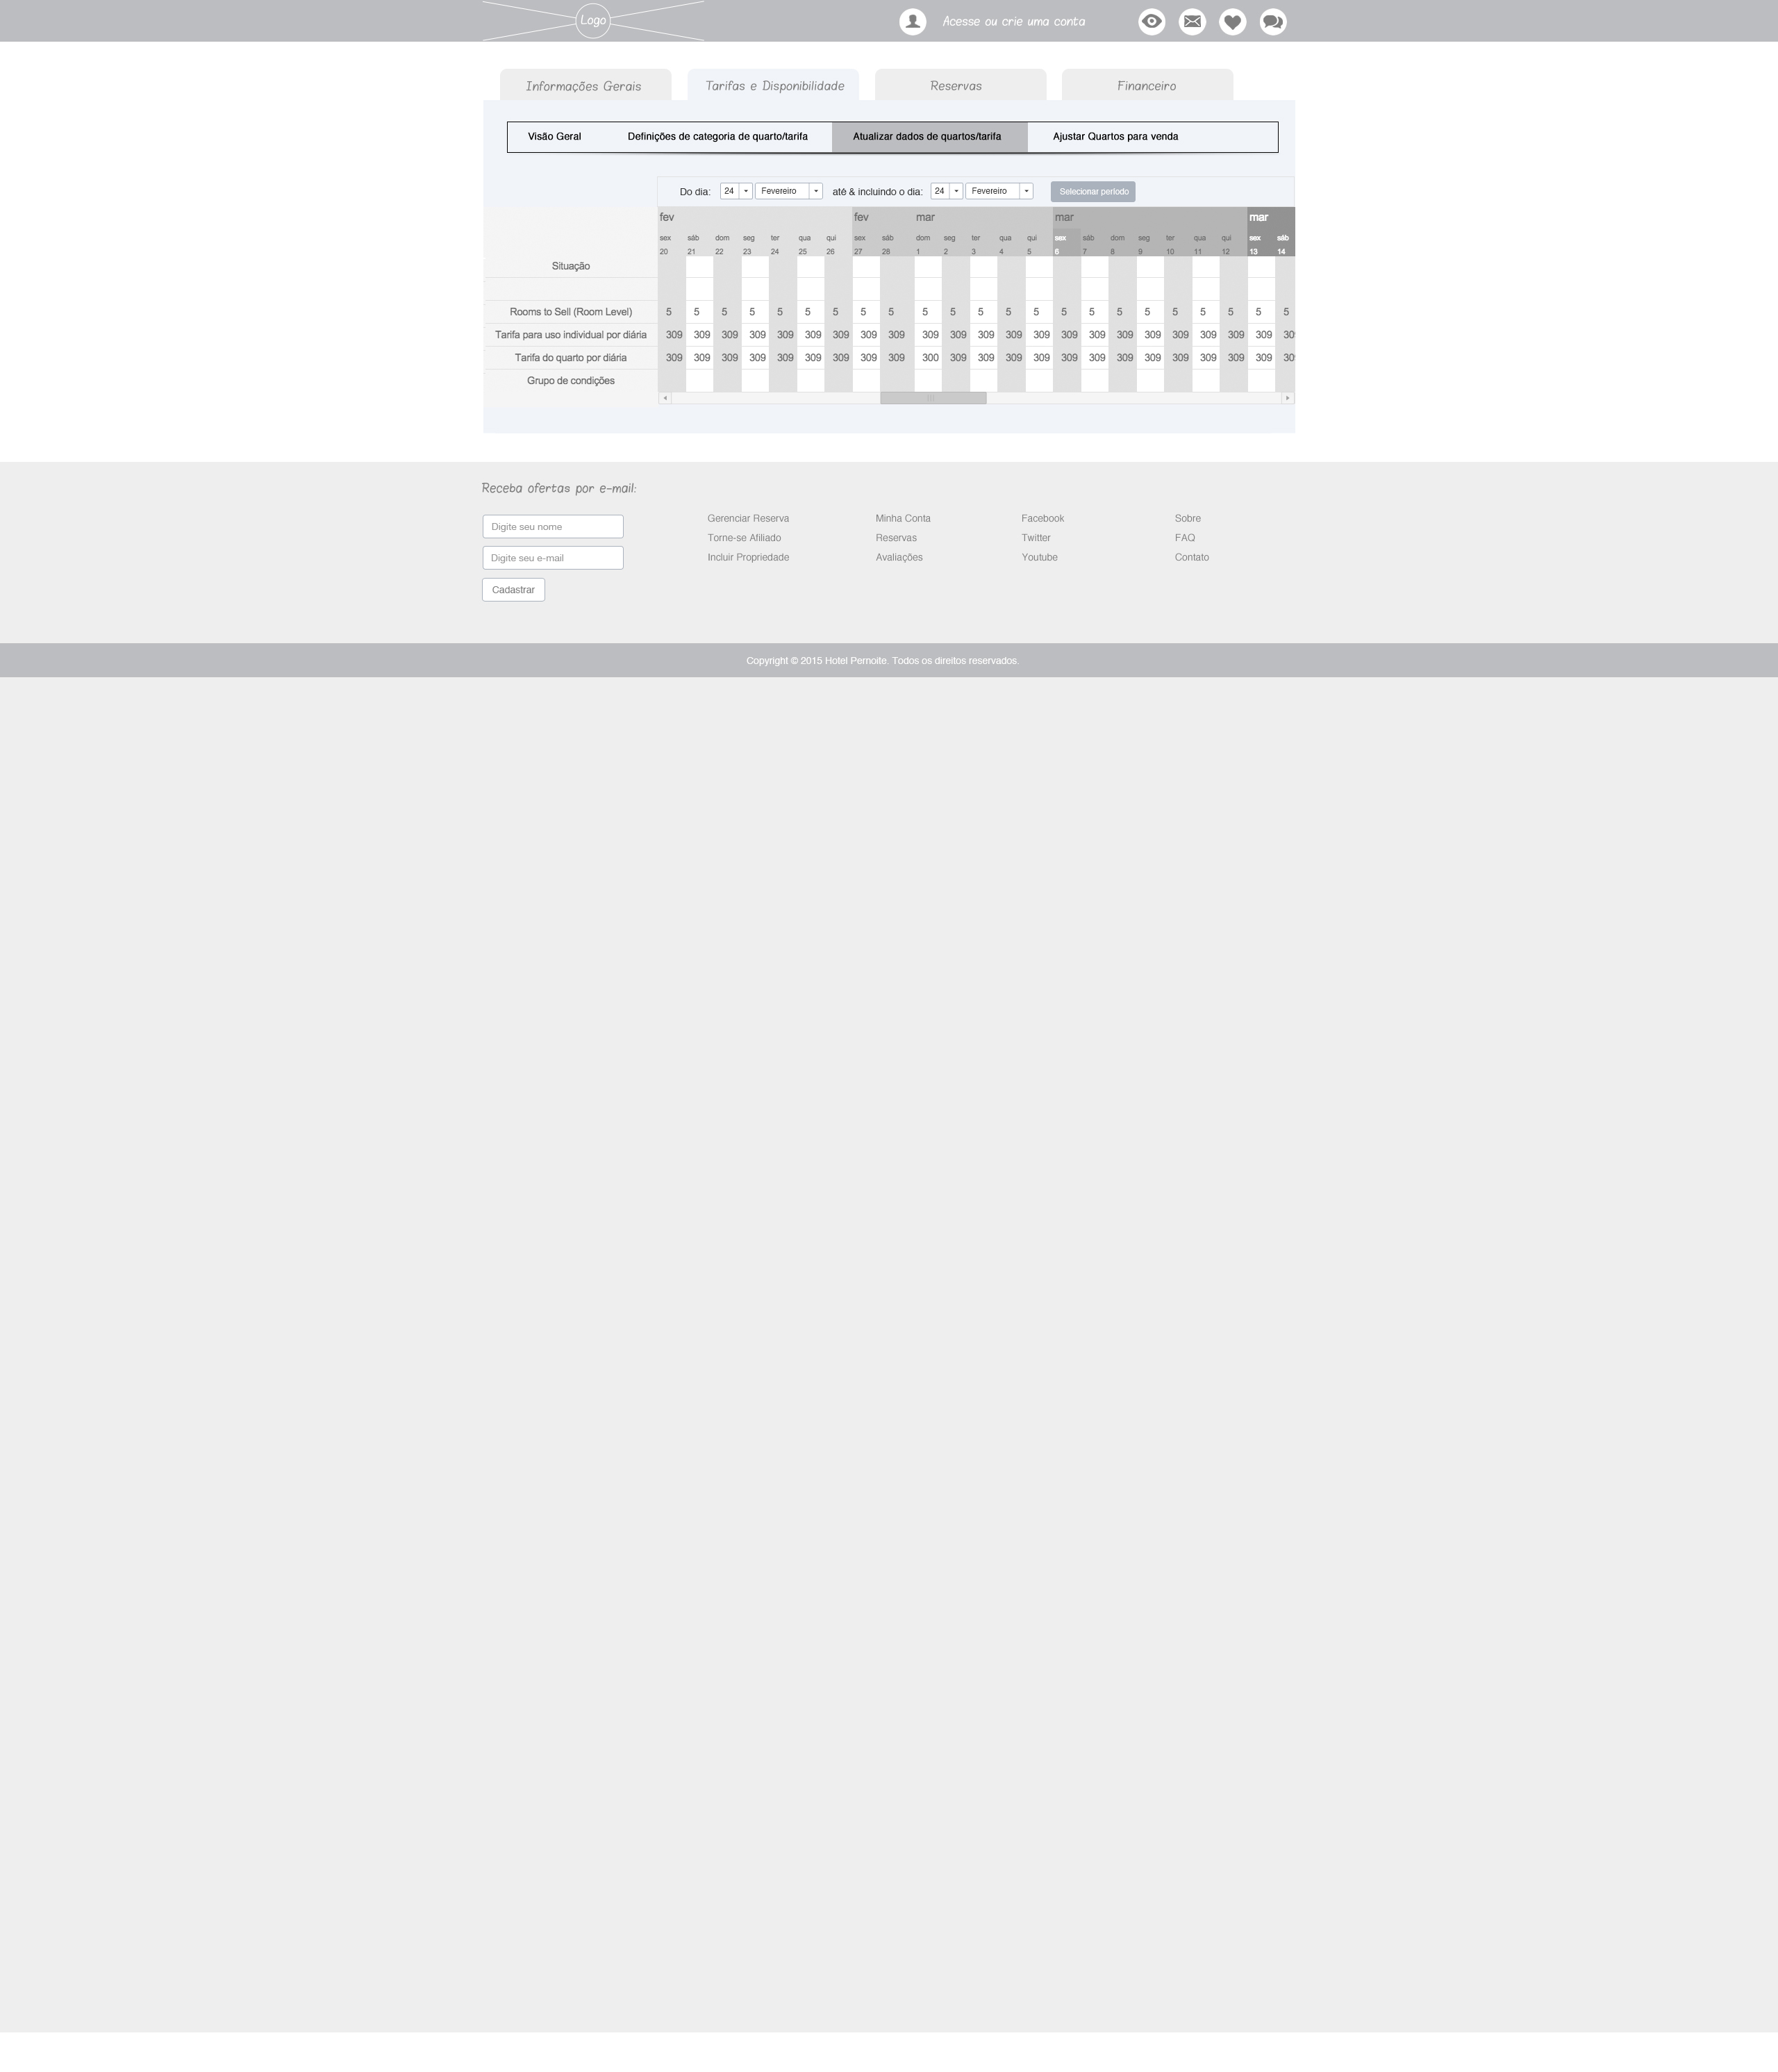 Logo
Acesse ou crie uma conta
Informações Gerais
Tarifas e Disponibilidade
Reservas
Financeiro
Visão Geral
Definições de categoria de quarto/tarifa
Atualizar dados de quartos/tarifa
Ajustar Quartos para venda
Do dia: 24 Fevereiro até & incluindo o dia: 24 Fevereiro Selecionar período
fev fev mar mar mar
sex sáb dom seg ter qua qui sex sáb dom seg ter qua qui sex sáb dom seg ter qua qui sex sáb
20 21 22 23 24 25 26 27 28 1 2 3 4 5 6 7 8 9 10 11 12 13 14
Situação
Rooms to Sell (Room Level) 5 5 5 5 5 5 5 5 5 5 5 5 5 5 5 5 5 5 5 5 5 5 5
Tarifa para uso individual por diária 309 309 309 309 309 309 309 309 309 309 309 309 309 309 309 309 309 309 309 309 309 309 30
Tarifa do quarto por diária 309 309 309 309 309 309 309 309 309 300 309 309 309 309 309 309 309 309 309 309 309 309 30
Grupo de condições
Receba ofertas por e-mail:
Digite seu nome
Digite seu e-mail
Cadastrar
Gerenciar Reserva
Torne-se Afiliado
Incluir Propriedade
Minha Conta
Reservas
Avaliações
Facebook
Twitter
Youtube
Sobre
FAQ
Contato
Copyright © 2015 Hotel Pernoite. Todos os direitos reservados.